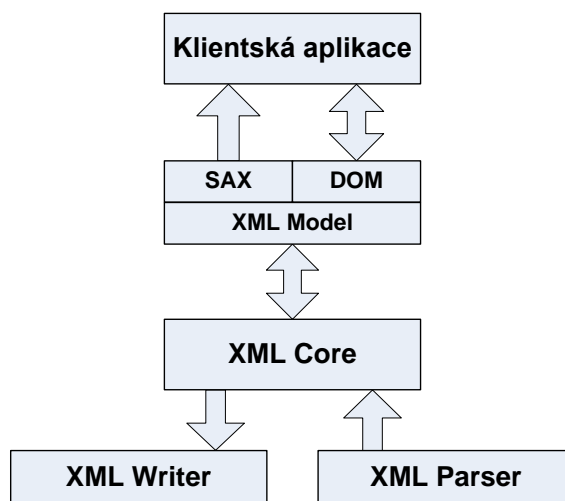 Klientská aplikace
SAX
DOM
XML Model
XML Core
XML Writer
XML Parser